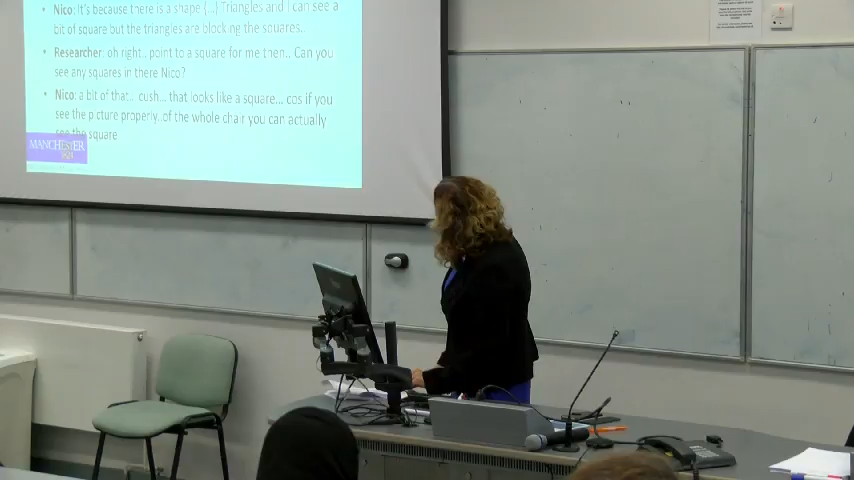 Nico: It's because there is a shape {...} Triangles and I can see a
bit of square but the triangles are blocking the squares..
• Researcher: oh right.. point to a square for me then.. Can you
see any squares in there Nico?
• Nico: a bit of that... cush... that looks like a square... cos if you
see the picture properly..of the whole chair you can actually
see the square
MANCHESTER
1824